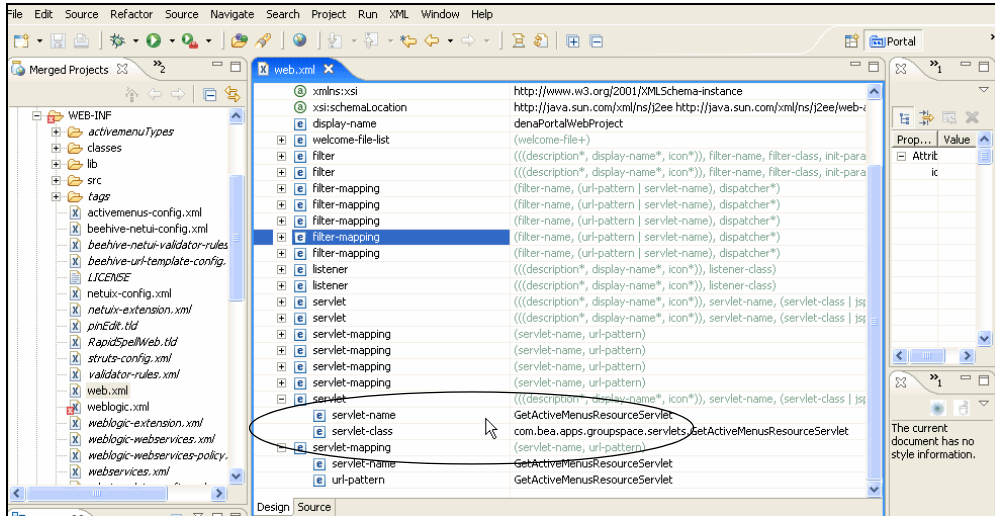 File Edit Source Refactor Source Navigate Search Project Run XML Window Help
Portal
Merged Projects
2
web.xml
1
WEB-INF
activemenuTypes
classes
lib
src
tags
activemenus-config.xml
beehive-netui-config.xml
beehive-netui-validator-rules
beehive-url-template-config.
LICENSE
netuix-config.xml
netuix-extension.xml
pinEdit.tld
RapidSpellWeb.tld
struts-config.xml
validator-rules.xml
web.xml
weblogic.xml
weblogic-extension.xml
weblogic-webservices.xml
weblogic-webservices-policy.
webservices.xml
xmlns:xsi http://www.w3.org/2001/XMLSchema-instance
xsi:schemaLocation http://java.sun.com/xml/ns/j2ee http://java.sun.com/xml/ns/j2ee/web-a
display-name denaPortalWebProject
welcome-file-list (welcome-file+)
filter (((description*, display-name*, icon*)), filter-name, filter-class, init-para
filter (((description*, display-name*, icon*)), filter-name, filter-class, init-para
filter-mapping (filter-name, (url-pattern | servlet-name), dispatcher*)
filter-mapping (filter-name, (url-pattern | servlet-name), dispatcher*)
filter-mapping (filter-name, (url-pattern | servlet-name), dispatcher*)
filter-mapping (filter-name, (url-pattern | servlet-name), dispatcher*)
filter-mapping (filter-name, (url-pattern | servlet-name), dispatcher*)
listener (((description*, display-name*, icon*)), listener-class)
listener (((description*, display-name*, icon*)), listener-class)
servlet (((description*, display-name*, icon*)), servlet-name, (servlet-class | jsp
servlet (((description*, display-name*, icon*)), servlet-name, (servlet-class | jsp
servlet-mapping (servlet-name, url-pattern)
servlet-mapping (servlet-name, url-pattern)
servlet-mapping (servlet-name, url-pattern)
servlet-mapping (servlet-name, url-pattern)
servlet (((description*, display-name*, icon*)), servlet-name, (servlet-class | jsp
servlet-name GetActiveMenusResourceServlet
servlet-class com.bea.apps.groupspace.servlets.GetActiveMenusResourceServlet
servlet-mapping (servlet-name, url-pattern)
servlet-name GetActiveMenusResourceServlet
url-pattern GetActiveMenusResourceServlet
Design Source
Prop... Value
Attrib
ic
1
The current
document has no
style information.